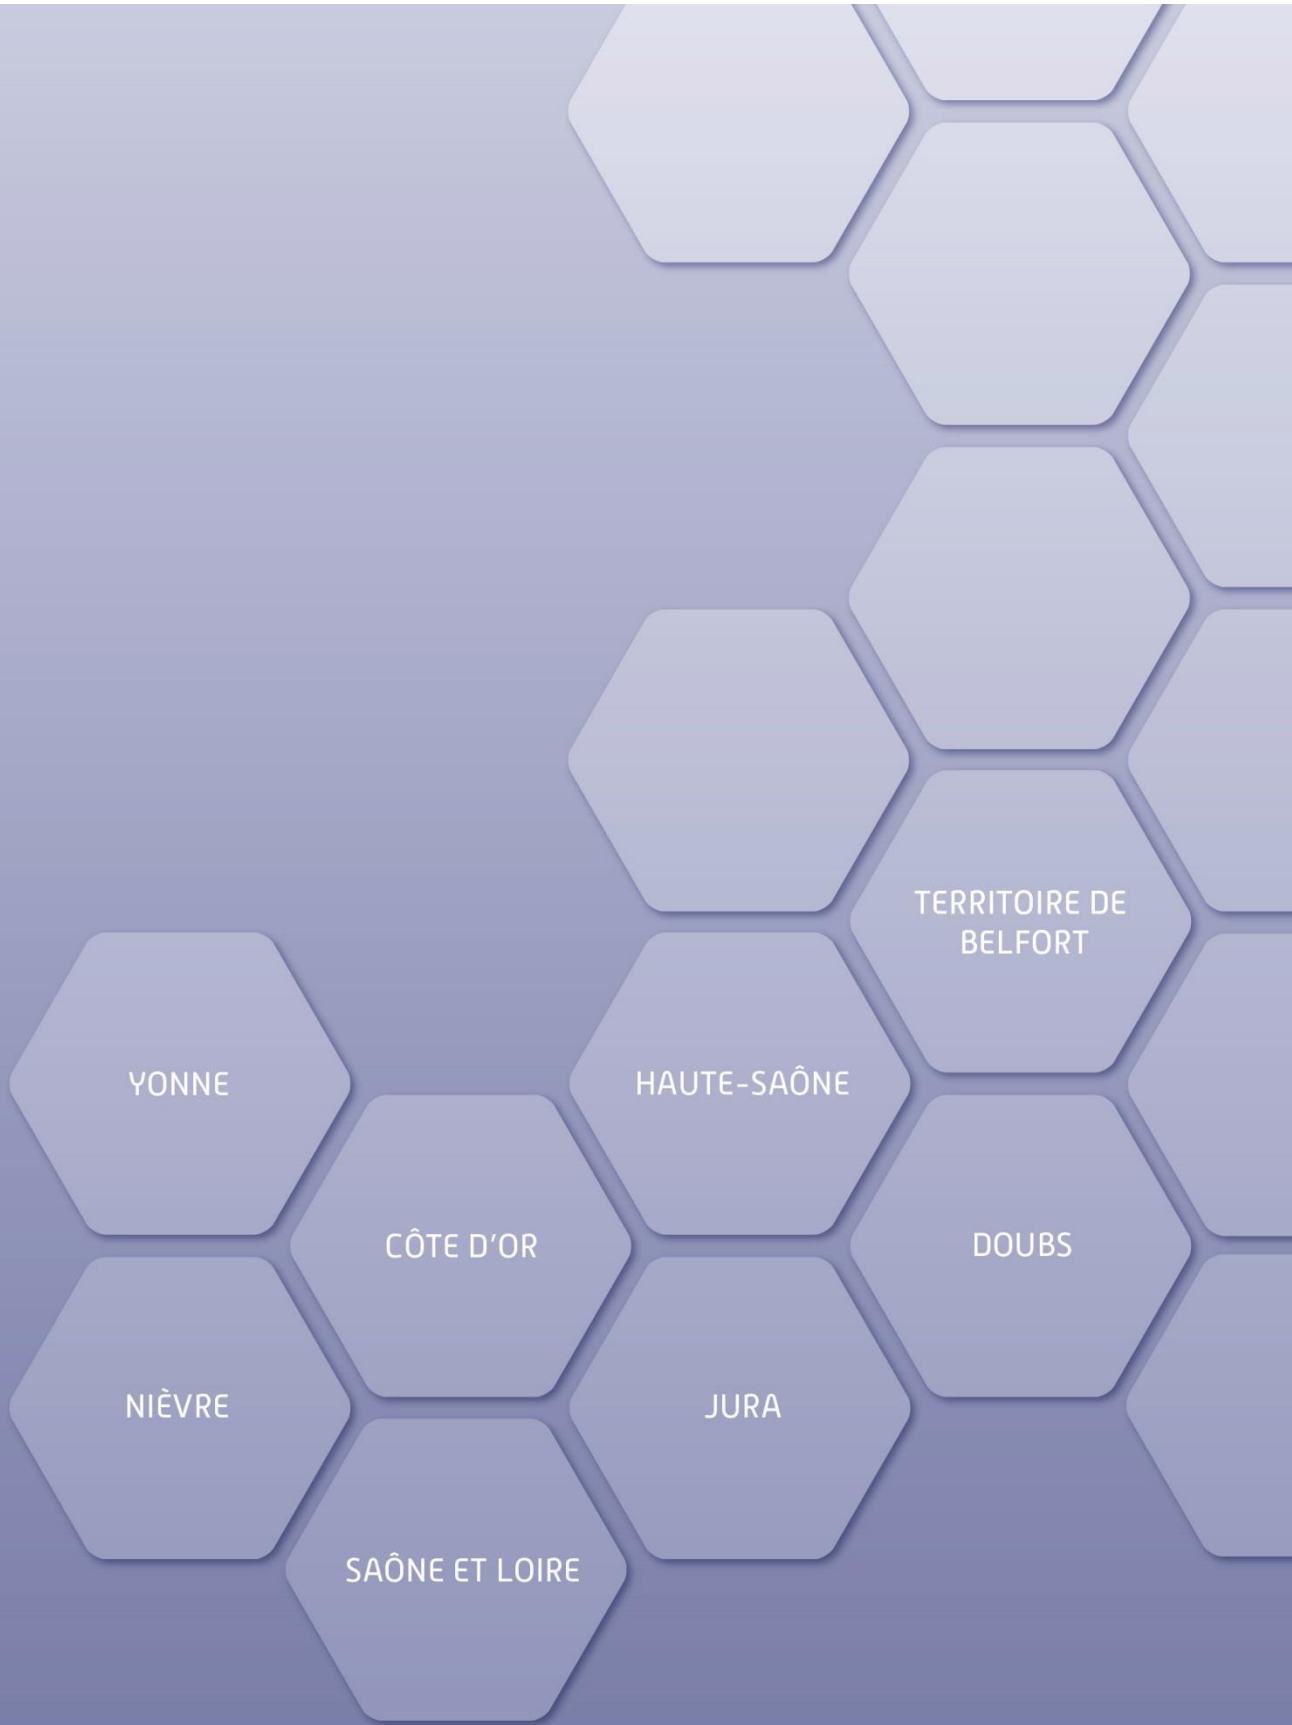 TERRITOIRE DE
BELFORT
YONNE
HAUTE-SAÔNE
CÔTE D'OR
DOUBS
NIÈVRE
JURA
SAÔNE ET LOIRE